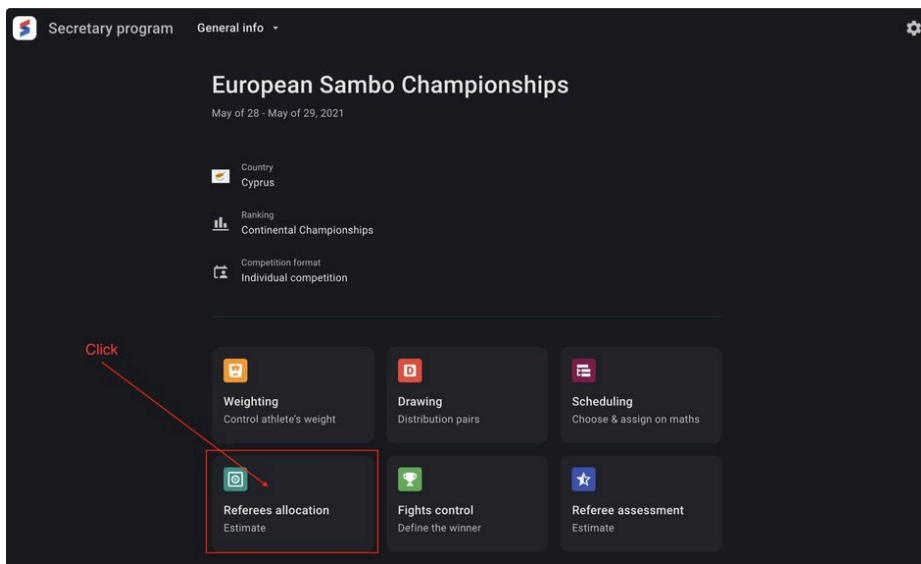 Secretary program General info
European Sambo Championships
May of 28 - May of 29, 2021
Country
Cyprus
Ranking
Continental Championships
Competition format
Individual competition
Click
Weighting
Control athlete's weight
D
Drawing
Distribution pairs
Scheduling
Choose & assign on maths
Referees allocation
Estimate
Fights control
Define the winner
Referee assessment
Estimate